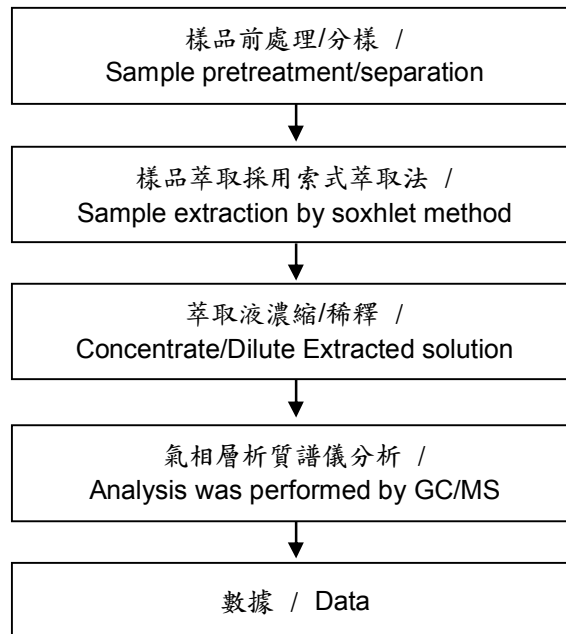 樣品前處理/分樣 /
Sample pretreatment/separation
樣品萃取採用索式萃取法 /
Sample extraction by soxhlet method
萃取液濃縮/稀釋 /
Concentrate/Dilute Extracted solution
氣相層析質譜儀分析 /
Analysis was performed by GC/MS
數據 / Data